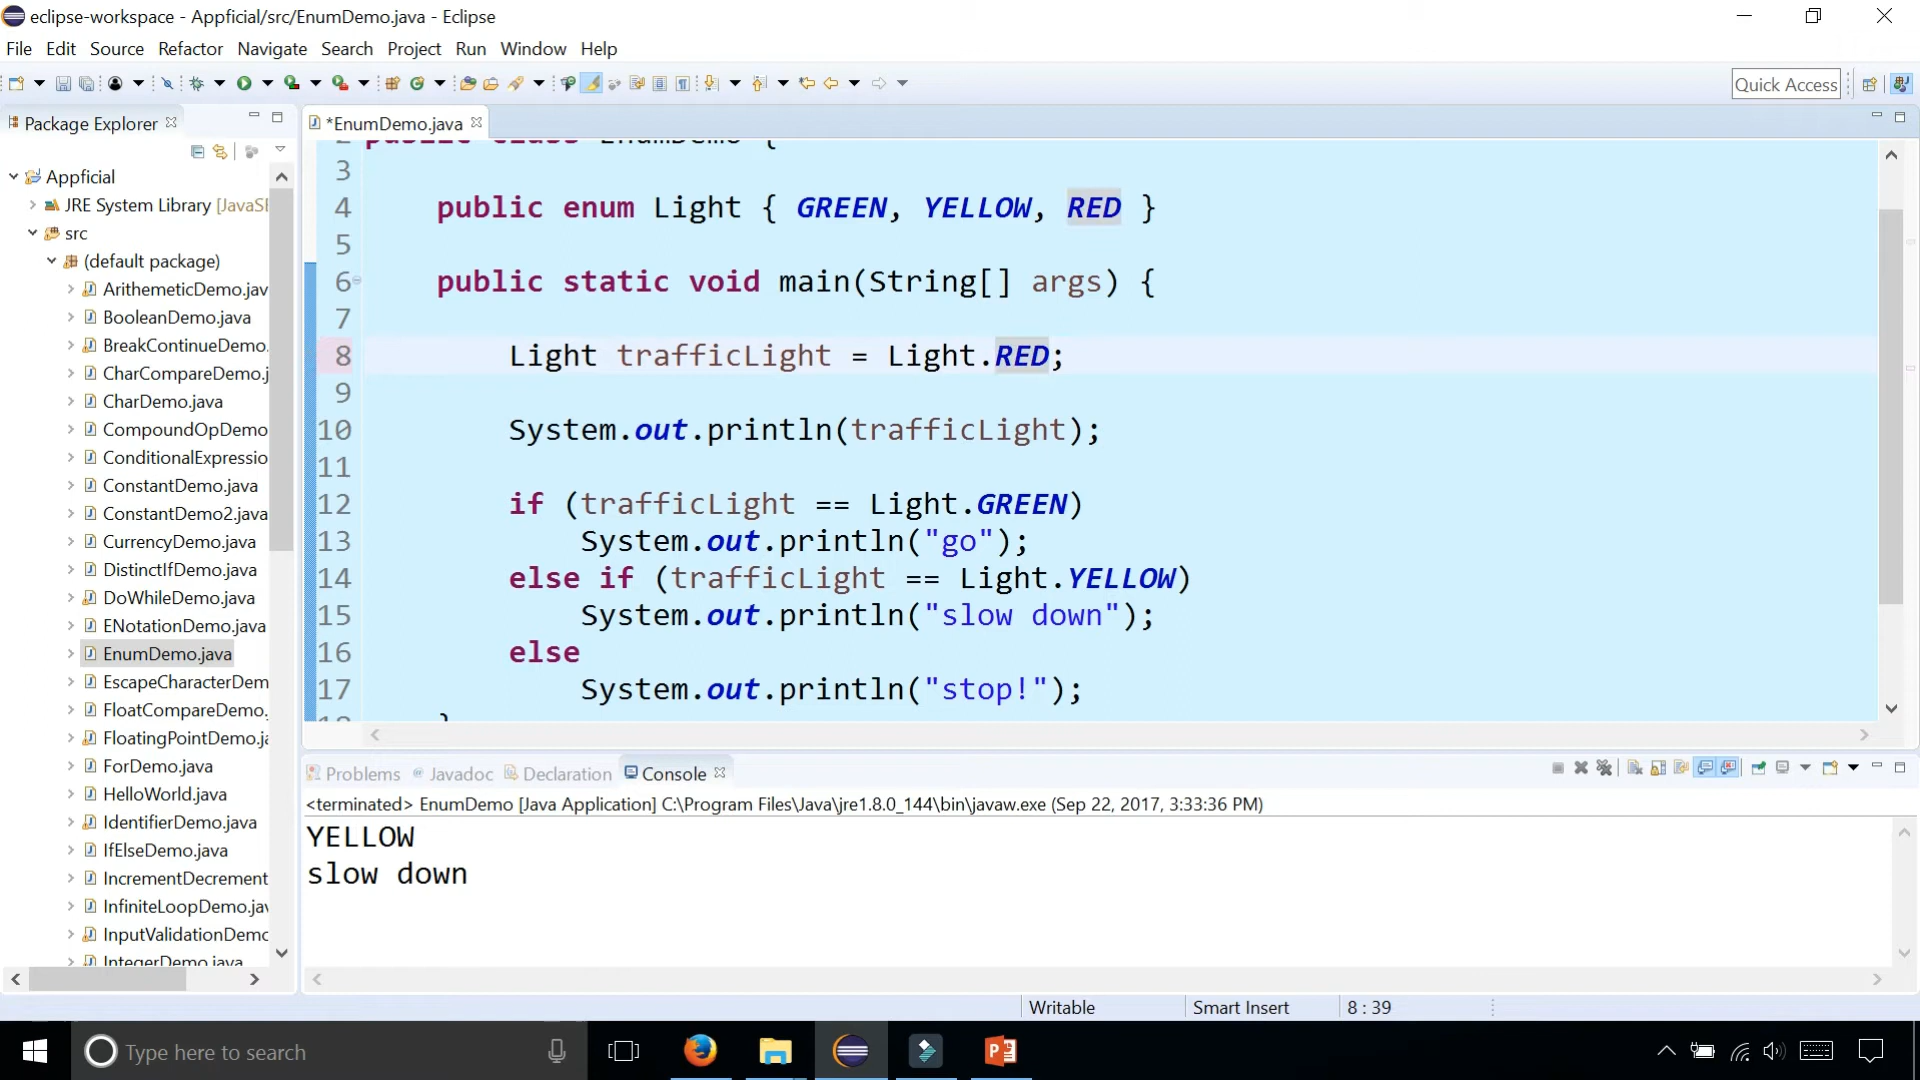 eclipse-workspace - Appficial/src/EnumDemo.java - Eclipse
File Edit Source Refactor Navigate Search Project Run Window Help
Quick Access
Package Explorer
*EnumDemo.java
Appficial
JRE System Library [JavaSE
src
(default package)
ArithemeticDemo.jav
BooleanDemo.java
BreakContinueDemo.
CharCompareDemo.j
CharDemo.java
CompoundOpDemo
ConditionalExpressio
ConstantDemo.java
ConstantDemo2.java
CurrencyDemo.java
DistinctIfDemo.java
DoWhileDemo.java
ENotationDemo.java
EnumDemo.java
EscapeCharacterDem
FloatCompareDemo.
FloatingPointDemo.ja
ForDemo.java
HelloWorld.java
IdentifierDemo.java
IfElseDemo.java
IncrementDecrement
InfiniteLoopDemo.jav
InputValidationDemo
IntegerDemo.java
2 public class EnumDemo {
3
4 public enum Light { GREEN, YELLOW, RED }
5
6 public static void main(String[] args) {
7
8 Light trafficLight = Light.RED;
9
10 System.out.println(trafficLight);
11
12 if (trafficLight == Light.GREEN)
13 System.out.println("go");
14 else if (trafficLight == Light.YELLOW)
15 System.out.println("slow down");
16 else
17 System.out.println("stop!");
18 }
Problems Javadoc Declaration Console
<terminated> EnumDemo [Java Application] C:\Program Files\Java\jre1.8.0_144\bin\javaw.exe (Sep 22, 2017, 3:33:36 PM)
YELLOW
slow down
Writable Smart Insert 8 : 39
Type here to search